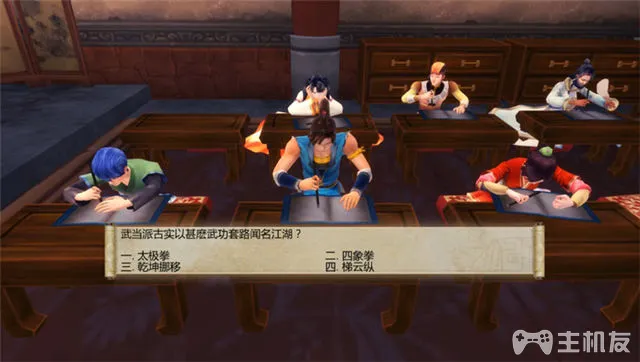 武当派古实以甚麽武功套路闻名江湖？
一. 太极拳 二. 四象拳
三. 乾坤挪移 四. 梯云纵
主机友